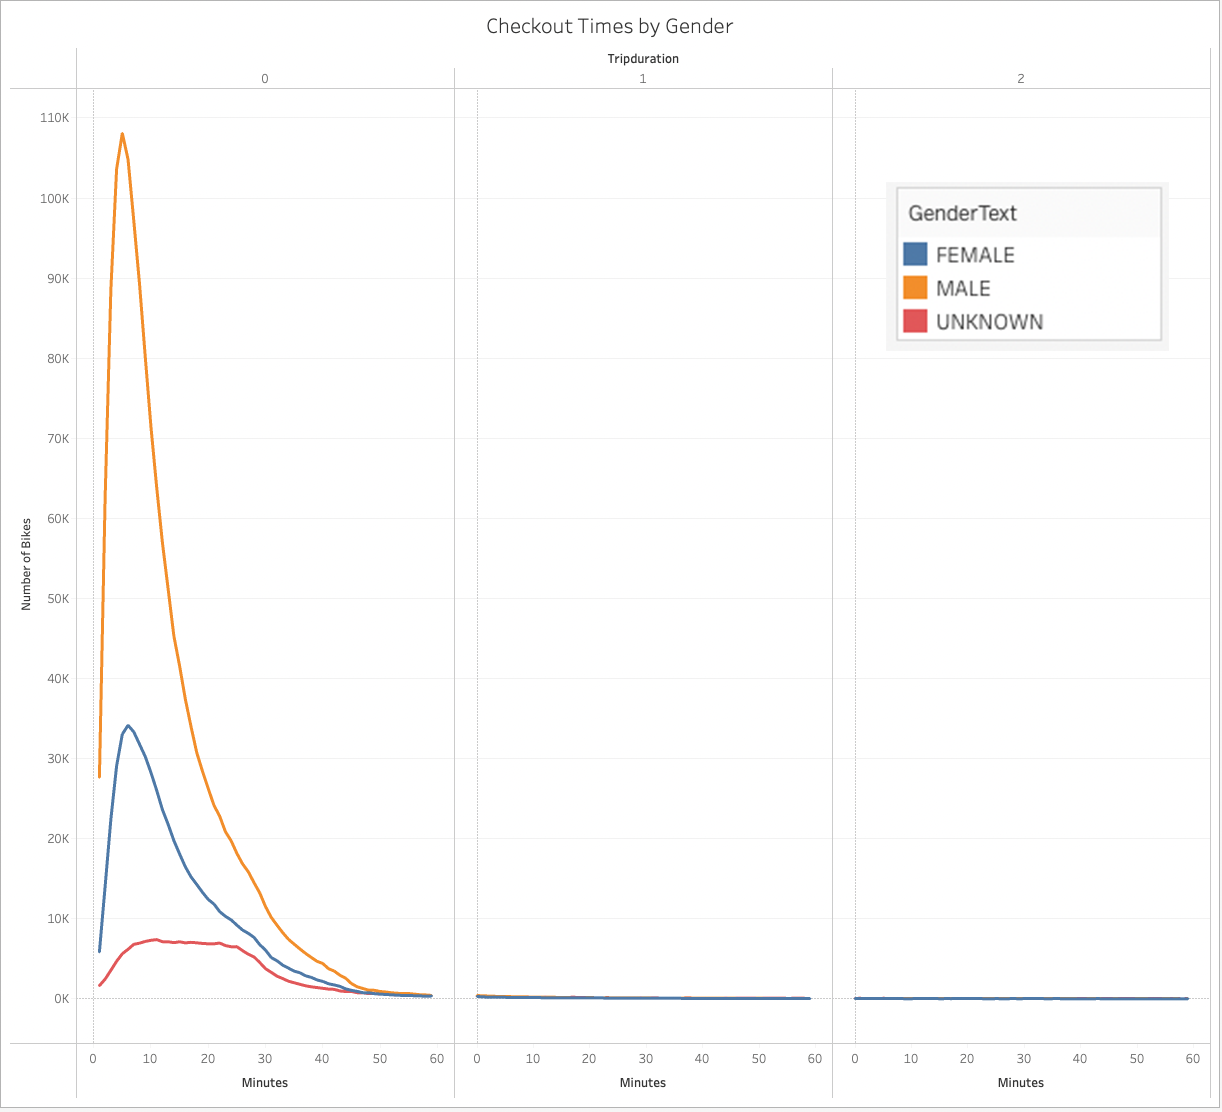 Checkout Times by Gender
Tripduration
0 1 2
110K
100K
90K
80K
70K
60K
50K
40K
30K
20K
10K
0K
Number of Bikes
GenderText
FEMALE
MALE
UNKNOWN
0 10 20 30 40 50 60 0 10 20 30 40 50 60 0 10 20 30 40 50 60
Minutes Minutes Minutes